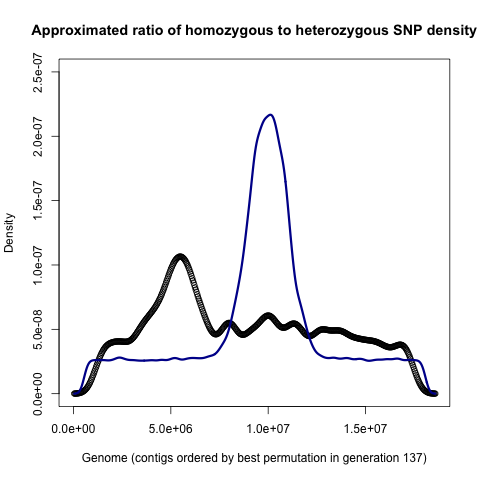 Approximated ratio of homozygous to heterozygous SNP density
Density
2.5e-07
2.0e-07
1.5e-07
1.0e-07
5.0e-08
0.0e+00
0.0e+00 5.0e+06 1.0e+07 1.5e+07
Genome (contigs ordered by best permutation in generation 137)